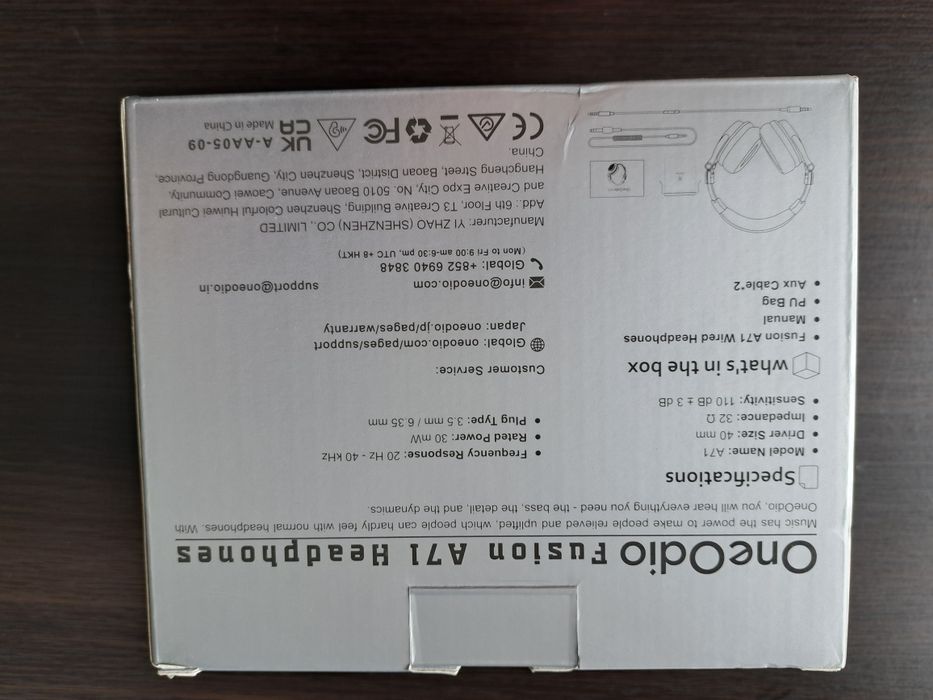 OneOdio Fusion A71 Headphones
Music has the power to make people relieved and uplifted, which people can hardly feel with normal headphones. With
OneOdio, you will hear everything you need - the bass, the detail, and the dynamics.
Specifications
• Model Name: A71
• Driver Size: 40 mm
• Impedance: 32 Ω
• Sensitivity: 110 dB ± 3 dB
• Frequency Response: 20 Hz - 40 kHz
• Rated Power: 30 mW
• Plug Type: 3.5 mm / 6.35 mm
what's in the box
• Fusion A71 Wired Headphones
• Manual
• PU Bag
• Aux Cable*2
Customer Service:
Global: oneodio.com/pages/support
Japan: oneodio.jp/pages/warranty
info@oneodio.com support@oneodio.in
Global: +852 6940 3848
(Mon to Fri 9:00 am-6:30 pm, UTC +8 HKT)
Manufacturer: YI ZHAO (SHENZHEN) CO., LIMITED
Add.: 6th Floor, T3, Creative Building, Shenzhen Colorful Huiwei Cultural
and Creative Expo City, No. 5010 Baoan Avenue, Gaowei Community,
Hangcheng Street, Baoan District, Shenzhen City, Guangdong Province,
China.
CE FC UK CA A-AA05-09
Made in China